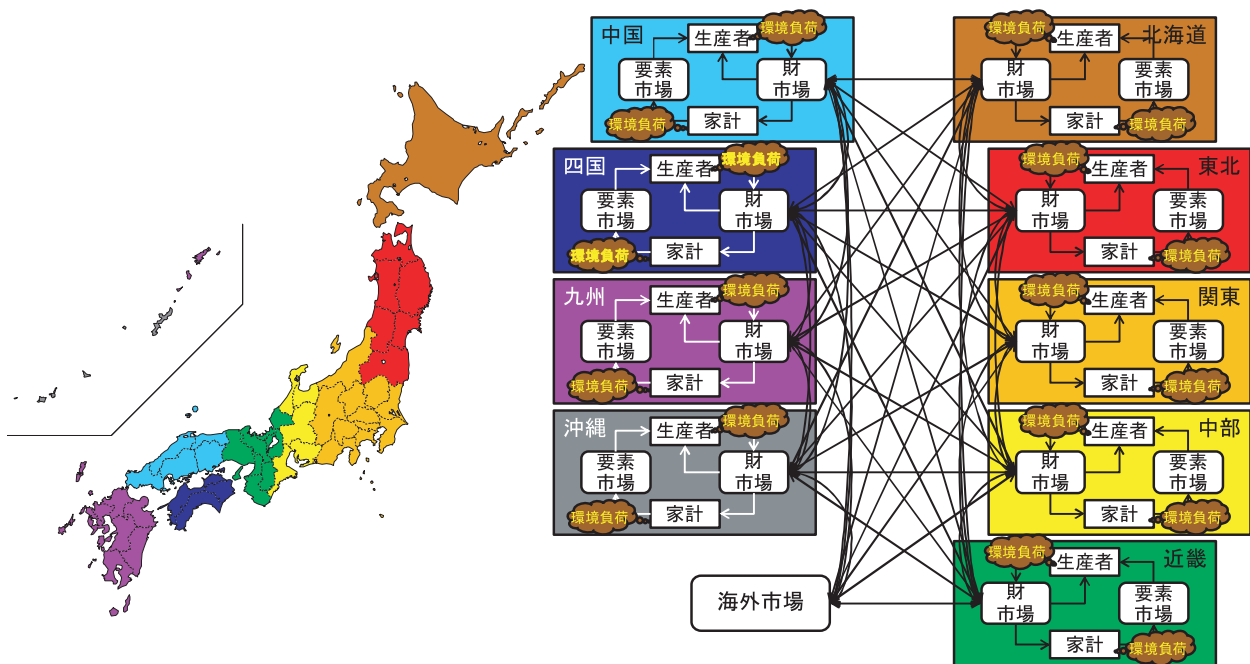 中国
生産者
環境負荷
要素
市場
財
市場
環境負荷
家計
北海道
環境負荷
生産者
財
市場
要素
市場
家計
環境負荷
四国
生産者
環境負荷
要素
市場
財
市場
環境負荷
家計
東北
環境負荷
生産者
財
市場
要素
市場
家計
環境負荷
九州
生産者
環境負荷
要素
市場
財
市場
環境負荷
家計
関東
環境負荷
生産者
財
市場
要素
市場
家計
環境負荷
沖縄
生産者
環境負荷
要素
市場
財
市場
環境負荷
家計
中部
環境負荷
生産者
財
市場
要素
市場
家計
環境負荷
海外市場
近畿
環境負荷
生産者
財
市場
要素
市場
家計
環境負荷